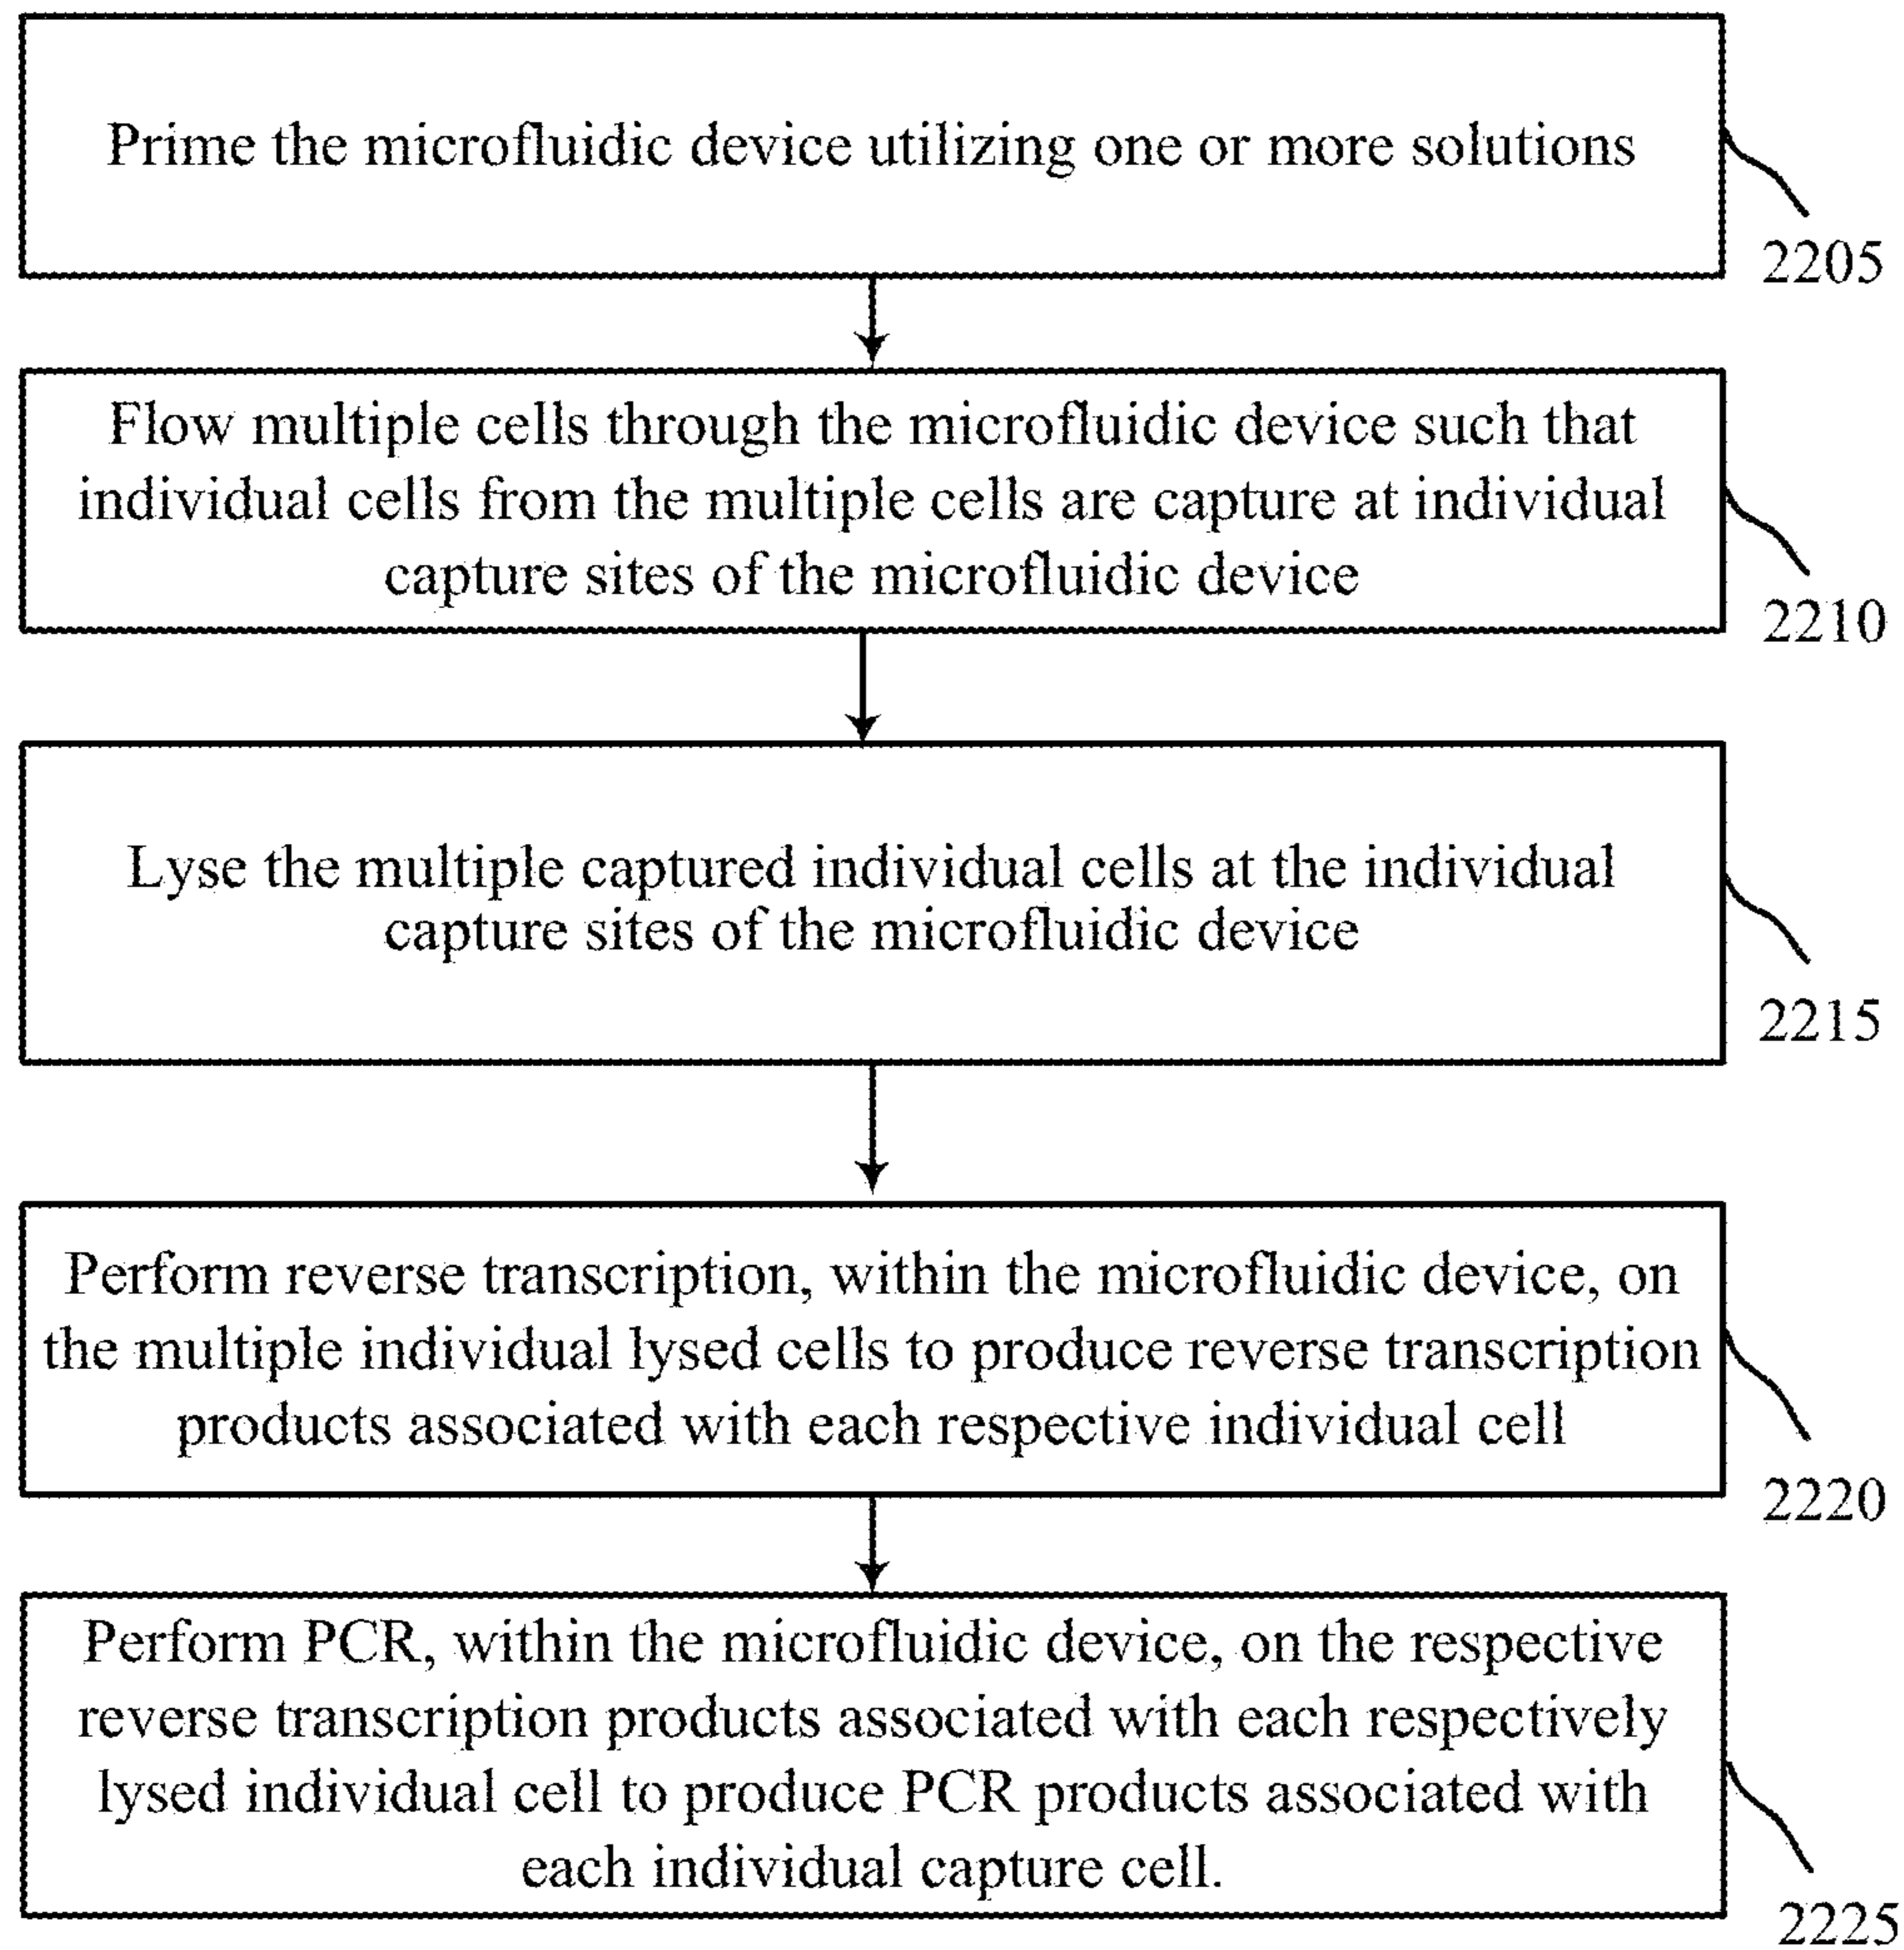 Prime the microfluidic device utilizing one or more solutions
2205
Flow multiple cells through the microfluidic device such that
individual cells from the multiple cells are capture at individual
capture sites of the microfluidic device
2210
Lyse the multiple captured individual cells at the individual
capture sites of the microfluidic device
2215
Perform reverse transcription, within the microfluidic device, on
the multiple individual lysed cells to produce reverse transcription
products associated with each respective individual cell
2220
Perform PCR, within the microfluidic device, on the respective
reverse transcription products associated with each respectively
lysed individual cell to produce PCR products associated with
each individual capture cell.
2225